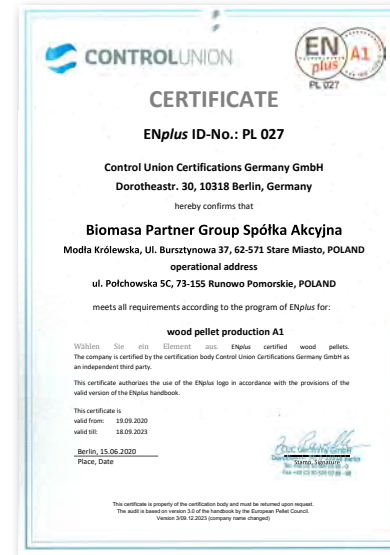 CONTROLUNION
EN
plus
A1
PL 027
CERTIFICATE
ENplus ID-No.: PL 027
Control Union Certifications Germany GmbH
Dorotheastr. 30, 10318 Berlin, Germany
hereby confirms that
Biomasa Partner Group Spółka Akcyjna
Modła Królewska, Ul. Bursztynowa 37, 62-571 Stare Miasto, POLAND
operational address
ul. Połchowska 5C, 73-155 Runowo Pomorskie, POLAND
meets all requirements according to the program of ENplus for:
wood pellet production A1
Wählen Sie ein Element aus. ENplus certified wood pellets.
The company is certified by the certification body Control Union Certifications Germany GmbH as
an independent third party.
This certificate authorizes the use of the ENplus logo in accordance with the provisions of the
valid version of the ENplus handbook.
This certificate is
valid from: 19.09.2020
valid till: 18.09.2023
Berlin, 15.06.2020
Place, Date
CUC Germany GmbH
Stamp, Signature
This certificate is property of the certification body and must be returned upon request.
The audit is based on version 3.0 of the handbook by the European Pellet Council.
Version 3/09.12.2023 (company name changed)